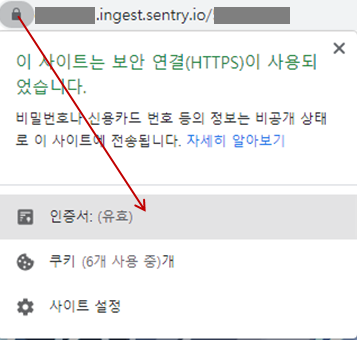 .ingest.sentry.io/
이 사이트는 보안 연결(HTTPS)이 사용되
었습니다.
비밀번호나 신용카드 번호 등의 정보는 비공개 상태
로 이 사이트에 전송됩니다. 자세히 알아보기
인증서: (유효)
쿠키 (6개 사용 중)개
사이트 설정